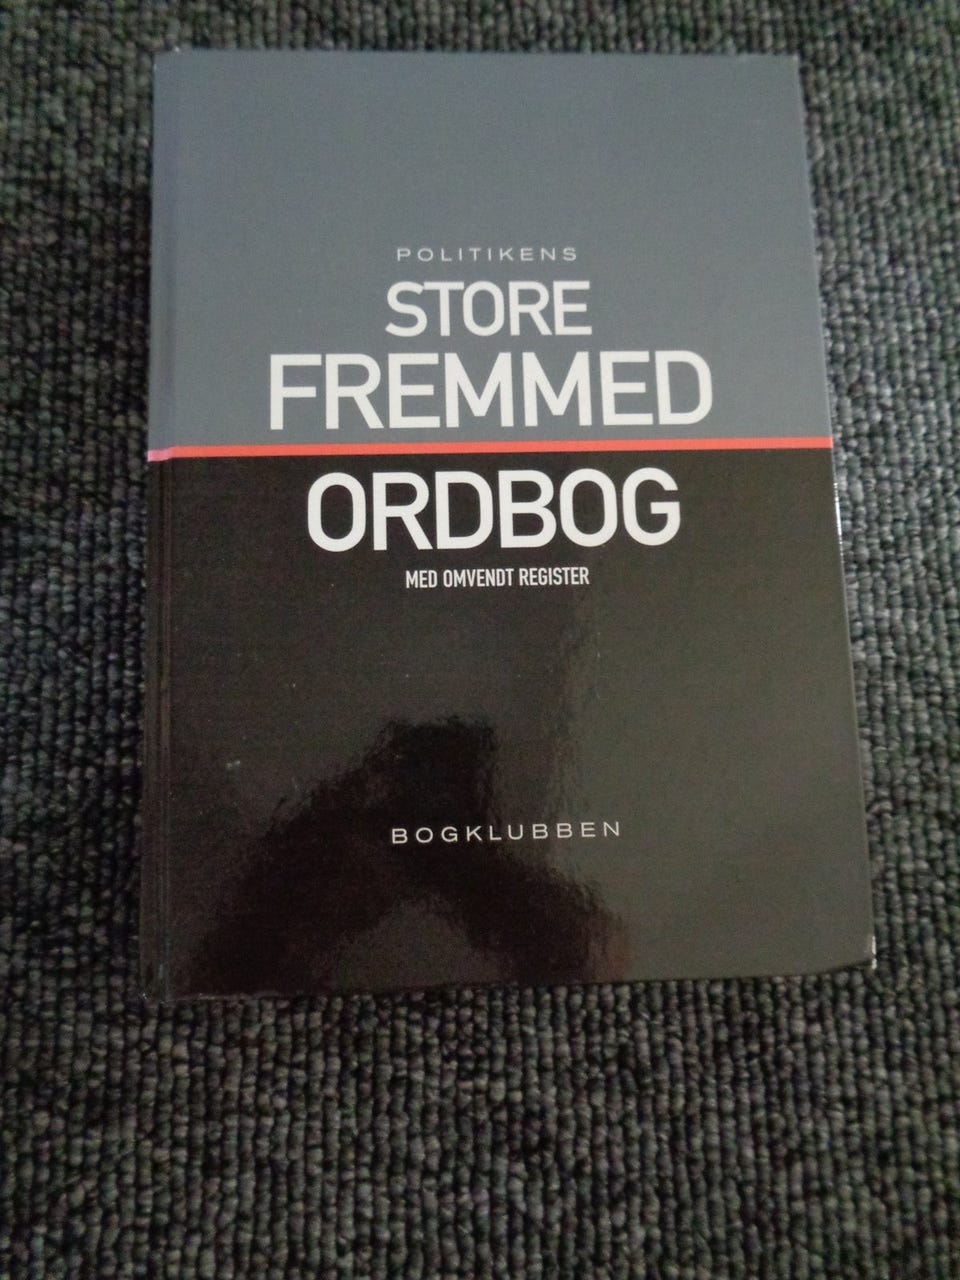 POLITIKENS
STORE
FREMMED
ORDBOG
MED OMVENDT REGISTER
BOGKLUBBEN